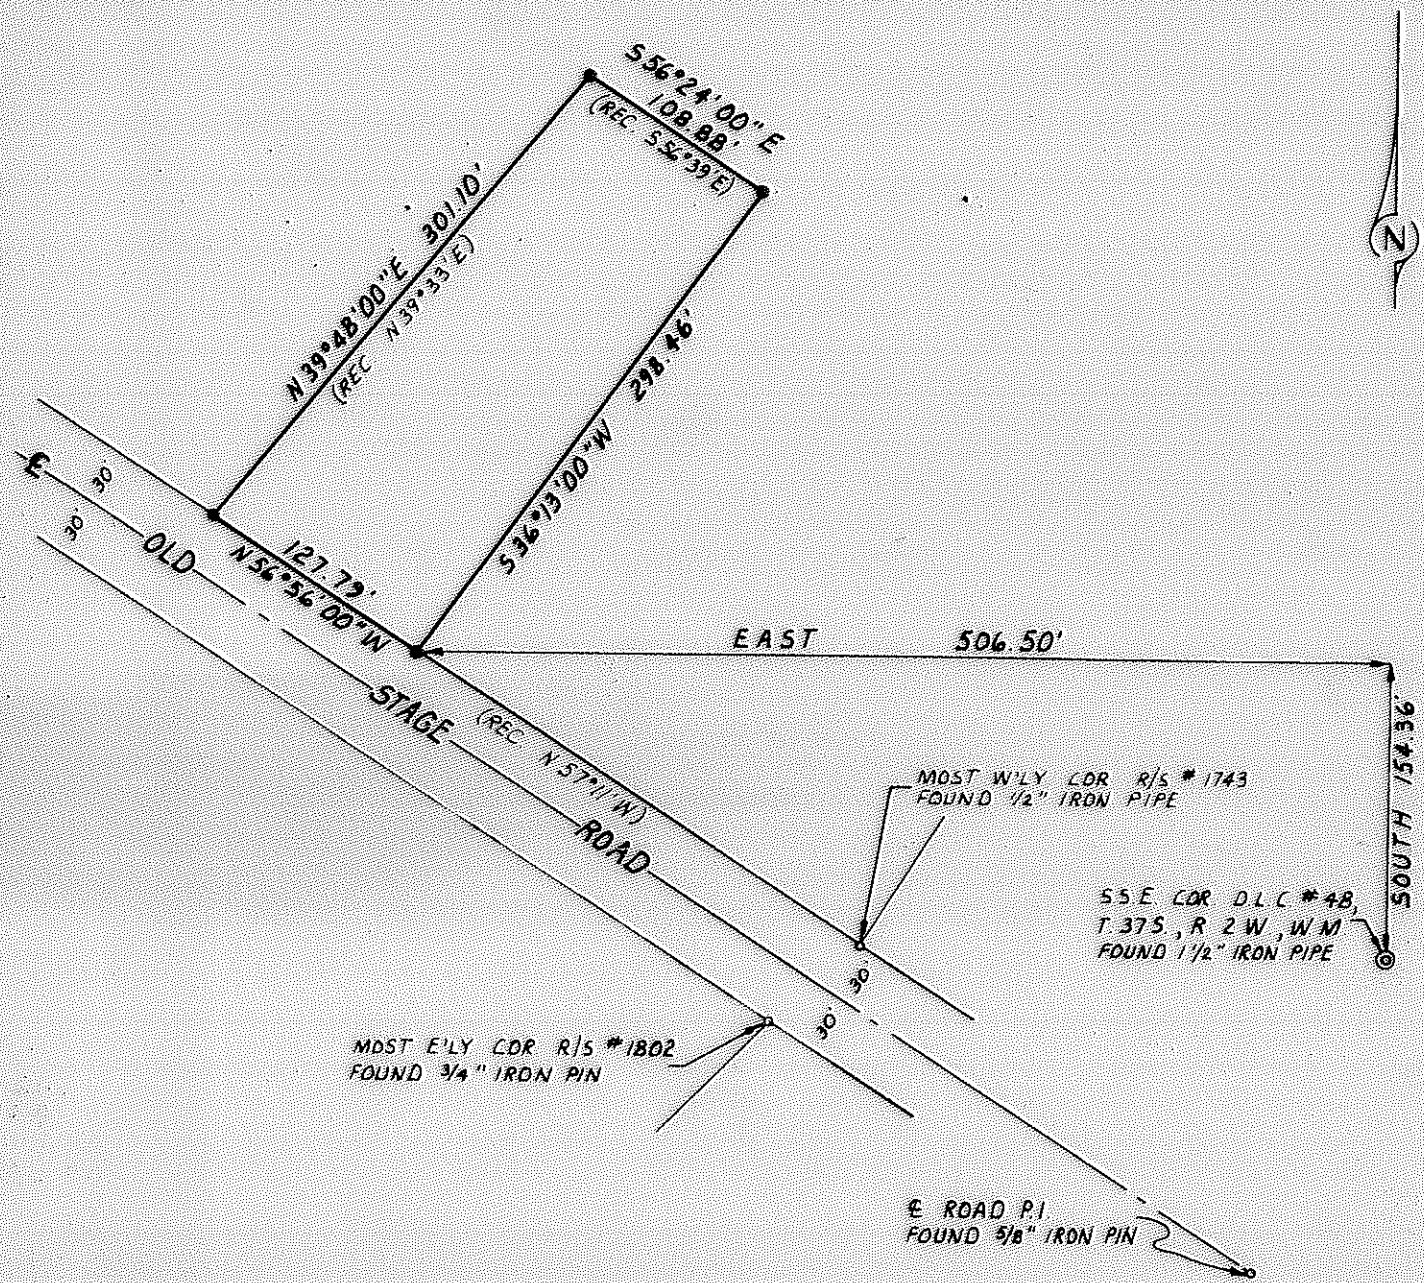 S 56°24'00" E
108.88'
(REC. S.56°39'E)
N
N 39°48'00"E 301.10'
(REC N 39°33'E)
S 36°13'00"W 298.46'
30
℄
30'
OLD
127.79'
N 56°56'00"W
EAST 506.50'
STAGE
(REC N 57°11'W)
SOUTH 154.36'
MOST W'LY COR R/S # 1743
FOUND 1/2" IRON PIPE
ROAD
S.S.E. COR D.L.C. # 48,
T. 37S., R 2 W, W M
FOUND 1 1/2" IRON PIPE
30'
30'
MOST E'LY COR R/S #1802
FOUND 3/4" IRON PIN
℄ ROAD P.I.
FOUND 5/8" IRON PIN